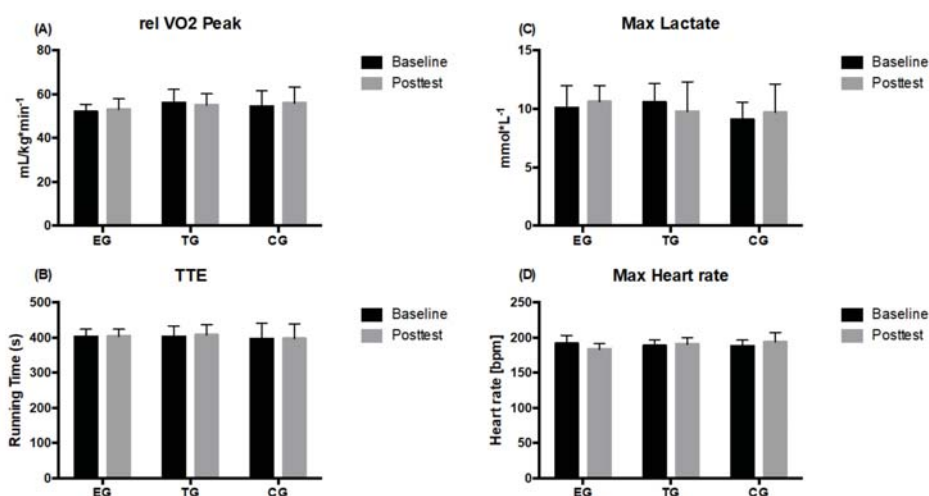 (A) rel VO2 Peak
mL/kg*min⁻¹
80
60
40
20
0
EG TG CG
Baseline
Posttest
(C) Max Lactate
mmol*L⁻¹
15
10
5
0
EG TG CG
Baseline
Posttest
(B) TTE
Running Time (s)
500
400
300
200
100
0
EG TG CG
Baseline
Posttest
(D) Max Heart rate
Heart rate [bpm]
250
200
150
100
50
0
EG TG CG
Baseline
Posttest